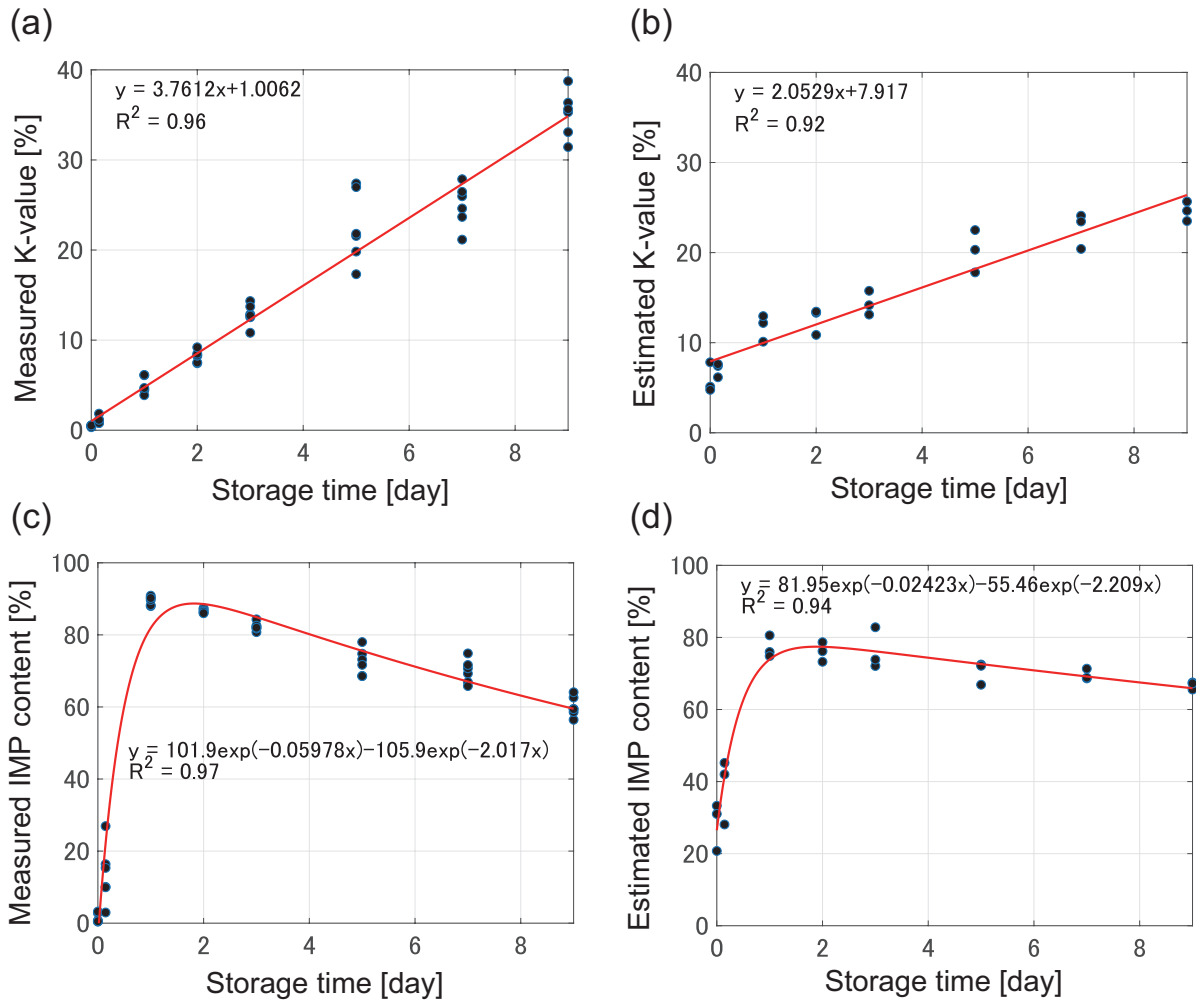 (a)
y = 3.7612x+1.0062
R² = 0.96
Measured K-value [%]
40
30
20
10
0
0 2 4 6 8
Storage time [day]
(b)
y = 2.0529x+7.917
R² = 0.92
Estimated K-value [%]
40
30
20
10
0
0 2 4 6 8
Storage time [day]
(c)
y = 101.9exp(-0.05978x)-105.9exp(-2.017x)
R² = 0.97
Measured IMP content [%]
100
80
60
40
20
0
0 2 4 6 8
Storage time [day]
(d)
y = 81.95exp(-0.02423x)-55.46exp(-2.209x)
R² = 0.94
Estimated IMP content [%]
100
80
60
40
20
0
0 2 4 6 8
Storage time [day]